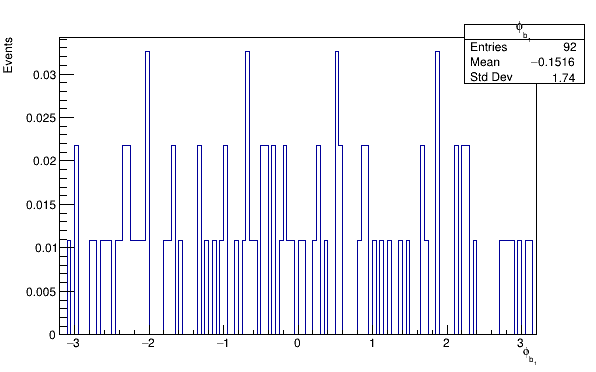 ϕ_b₁
Entries 92
Mean −0.1516
Std Dev 1.74
Events
0.03
0.025
0.02
0.015
0.01
0.005
0
−3 −2 −1 0 1 2 3
ϕ_b₁